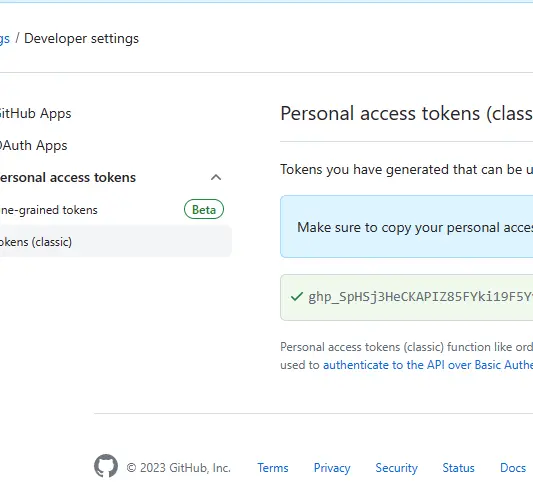 gs / Developer settings
GitHub Apps
OAuth Apps
Personal access tokens
ine-grained tokens Beta
okens (classic)
Personal access tokens (class
Tokens you have generated that can be u
Make sure to copy your personal acces
ghp_SpHSj3HeCKAPIZ85FYki19F5Y
Personal access tokens (classic) function like ord
used to authenticate to the API over Basic Authe
© 2023 GitHub, Inc. Terms Privacy Security Status Docs